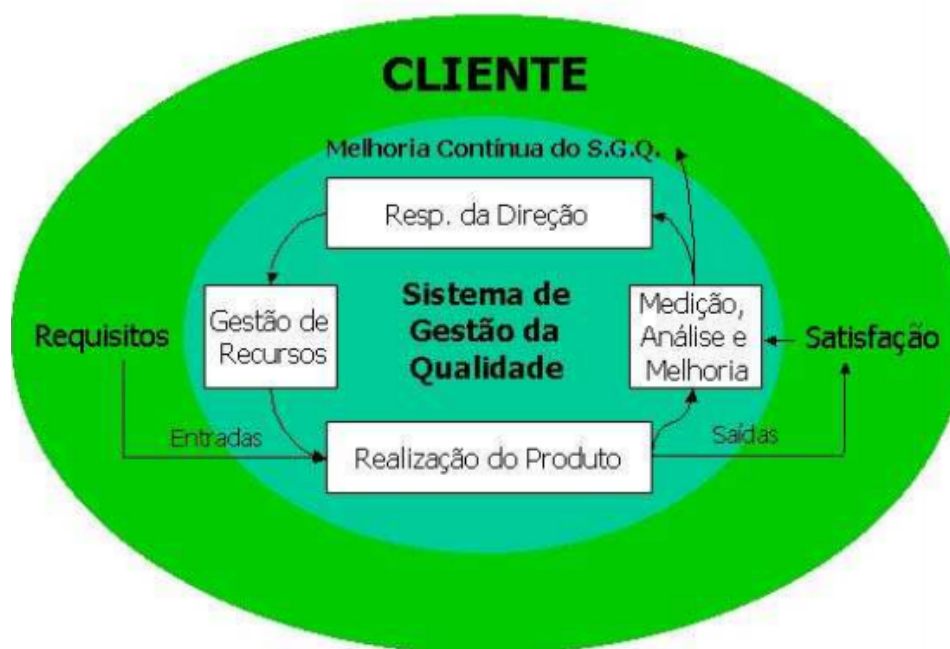 CLIENTE
Melhoria Contínua do S.G.Q.
Resp. da Direção
Gestão de
Recursos
Sistema de
Gestão da
Qualidade
Medição,
Análise e
Melhoria
Requisitos
Satisfação
Entradas
Realização do Produto
Saídas